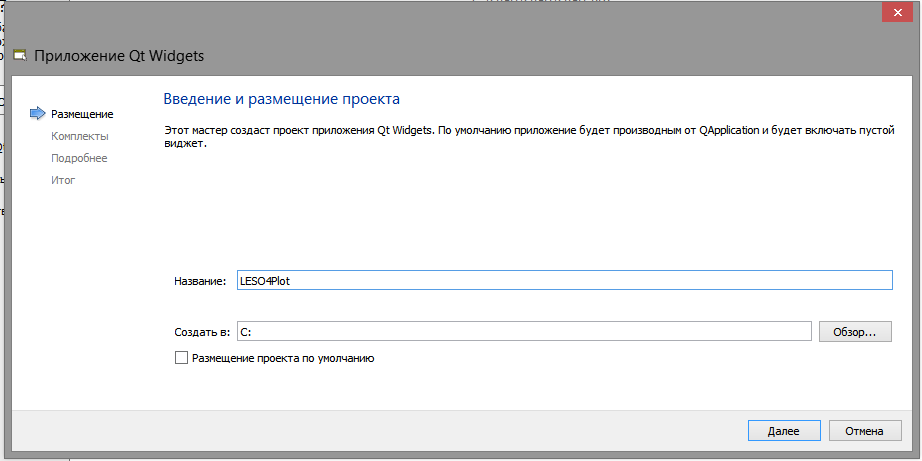 Приложение Qt Widgets
Размещение
Комплекты
Подробнее
Итог
Введение и размещение проекта
Этот мастер создаст проект приложения Qt Widgets. По умолчанию приложение будет производным от QApplication и будет включать пустой
виджет.
Название: LESO4Plot
Создать в: C:
Обзор...
Размещение проекта по умолчанию
Далее
Отмена